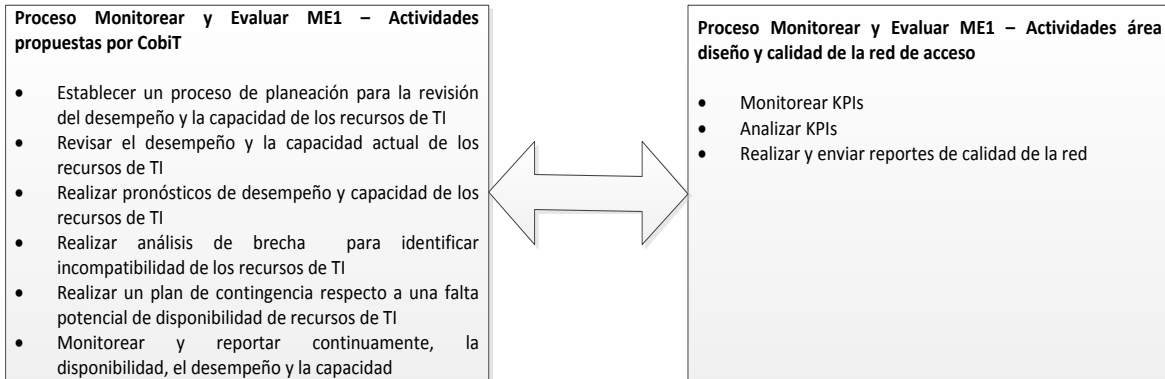 Proceso Monitorear y Evaluar ME1 – Actividades
propuestas por CobiT
• Establecer un proceso de planeación para la revisión
del desempeño y la capacidad de los recursos de TI
• Revisar el desempeño y la capacidad actual de los
recursos de TI
• Realizar pronósticos de desempeño y capacidad de los
recursos de TI
• Realizar análisis de brecha para identificar
incompatibilidad de los recursos de TI
• Realizar un plan de contingencia respecto a una falta
potencial de disponibilidad de recursos de TI
• Monitorear y reportar continuamente, la
disponibilidad, el desempeño y la capacidad
Proceso Monitorear y Evaluar ME1 – Actividades área
diseño y calidad de la red de acceso
• Monitorear KPIs
• Analizar KPIs
• Realizar y enviar reportes de calidad de la red